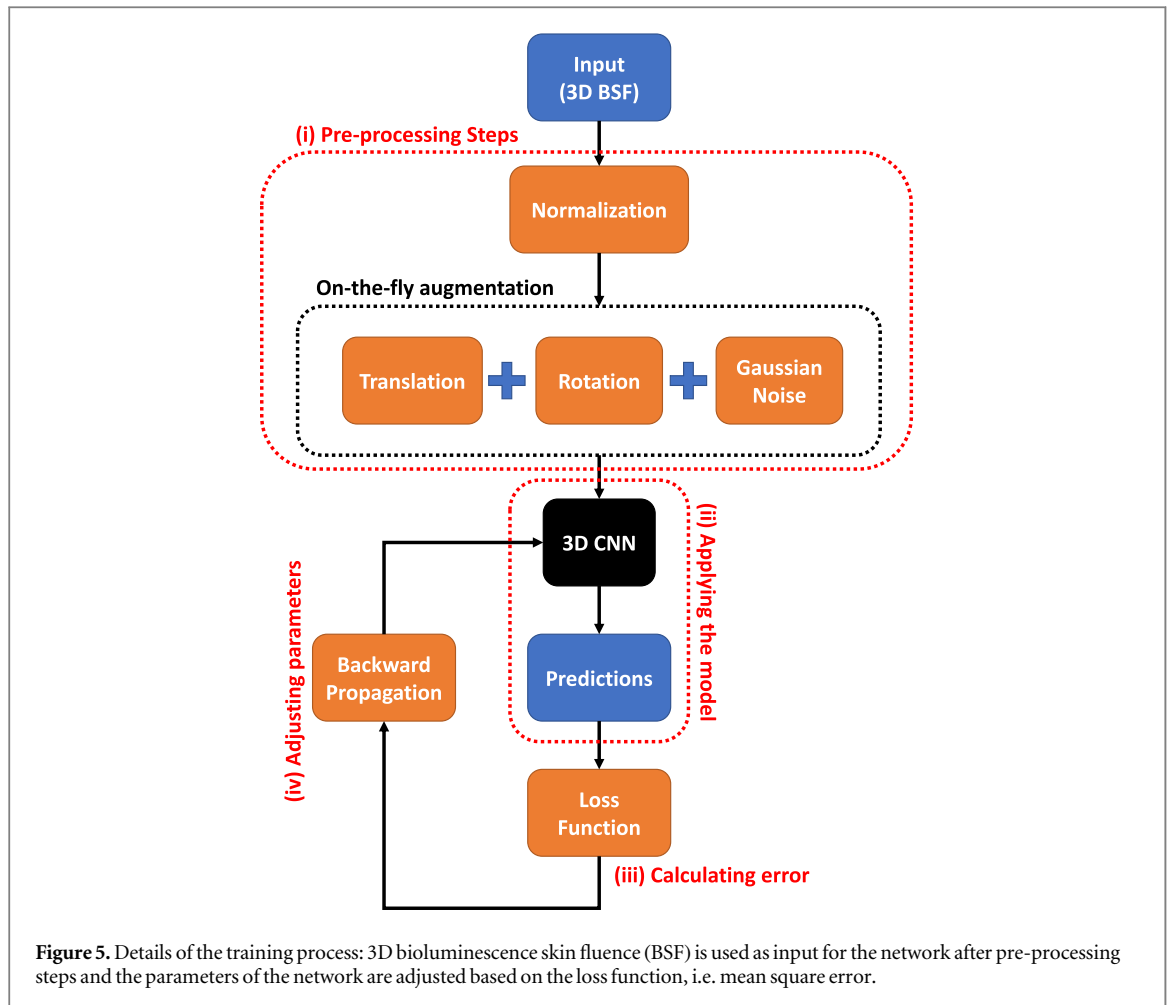 Input
(3D BSF)
(i) Pre-processing Steps
Normalization
On-the-fly augmentation
Translation
Rotation
Gaussian
Noise
3D CNN
(ii) Applying the model
Predictions
Backward
Propagation
(iv) Adjusting parameters
Loss
Function
(iii) Calculating error
Figure 5. Details of the training process: 3D bioluminescence skin fluence (BSF) is used as input for the network after pre-processing
steps and the parameters of the network are adjusted based on the loss function, i.e. mean square error.